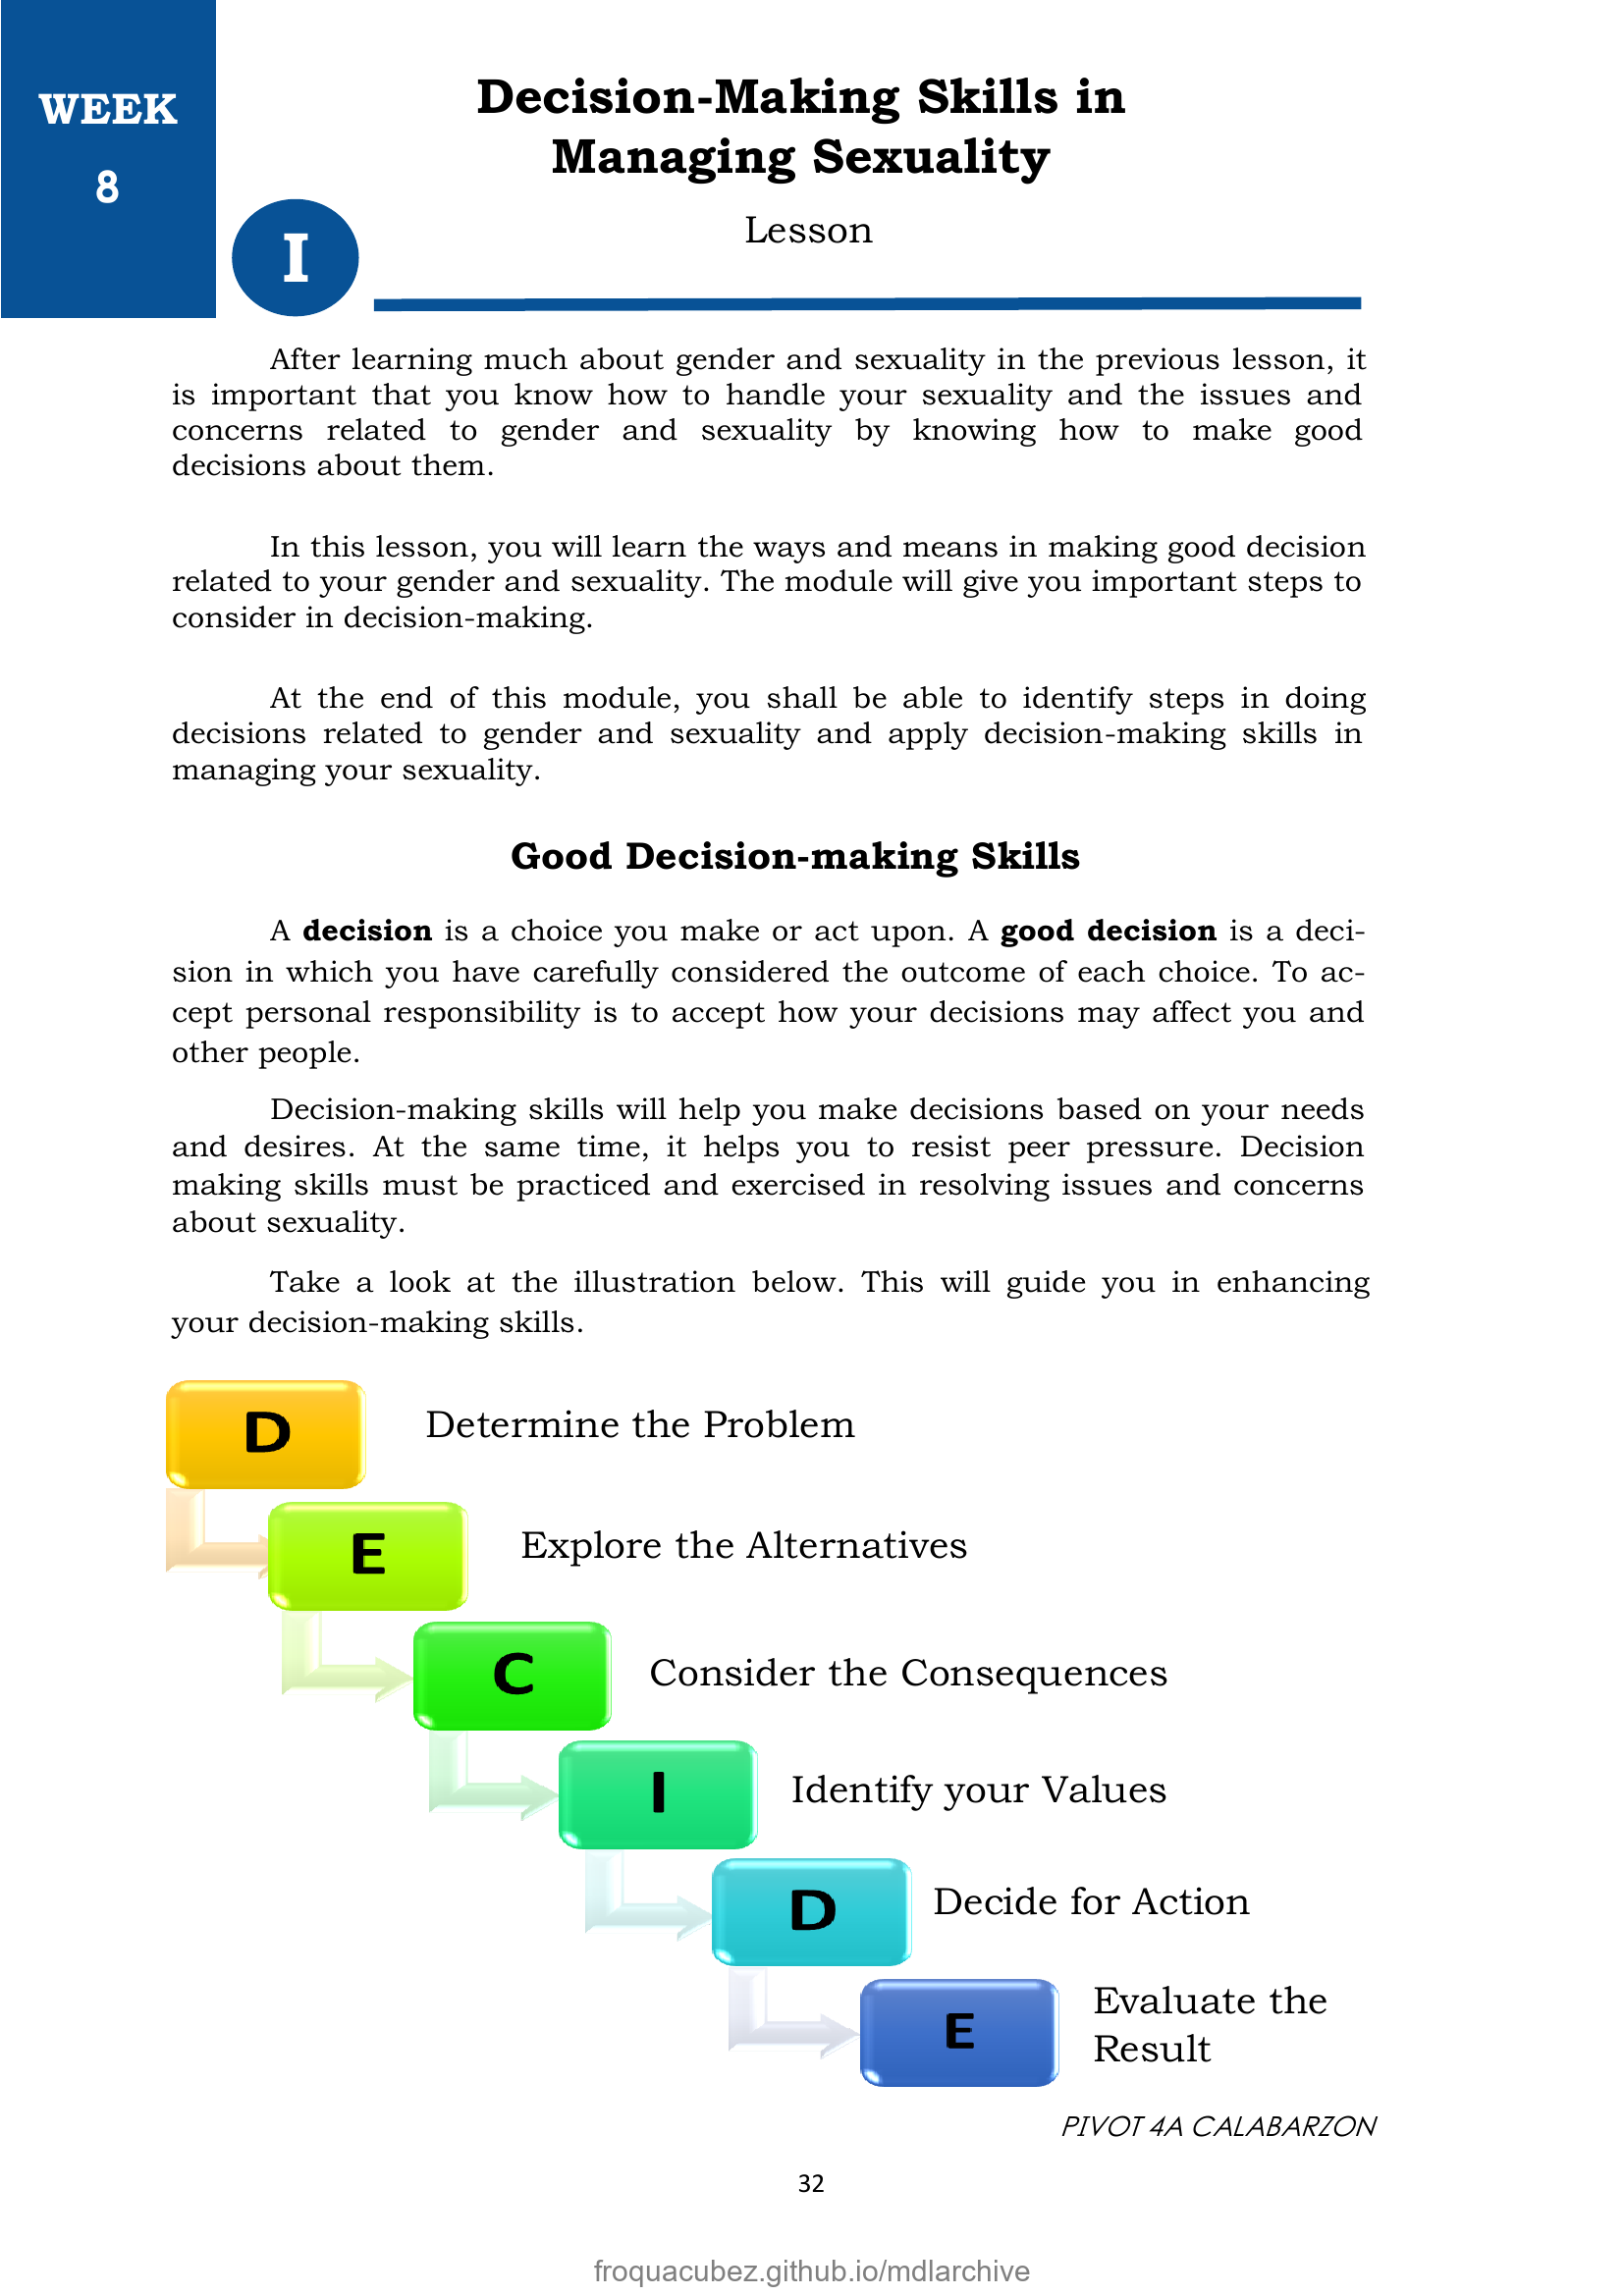 WEEK
8
Decision-Making Skills in
Managing Sexuality
Lesson
I
After learning much about gender and sexuality in the previous lesson, it
is important that you know how to handle your sexuality and the issues and
concerns related to gender and sexuality by knowing how to make good
decisions about them.
In this lesson, you will learn the ways and means in making good decision
related to your gender and sexuality. The module will give you important steps to
consider in decision-making.
At the end of this module, you shall be able to identify steps in doing
decisions related to gender and sexuality and apply decision-making skills in
managing your sexuality.
Good Decision-making Skills
A decision is a choice you make or act upon. A good decision is a deci-
sion in which you have carefully considered the outcome of each choice. To ac-
cept personal responsibility is to accept how your decisions may affect you and
other people.
Decision-making skills will help you make decisions based on your needs
and desires. At the same time, it helps you to resist peer pressure. Decision
making skills must be practiced and exercised in resolving issues and concerns
about sexuality.
Take a look at the illustration below. This will guide you in enhancing
your decision-making skills.
D Determine the Problem
E Explore the Alternatives
C Consider the Consequences
I Identify your Values
D Decide for Action
E Evaluate the
Result
PIVOT 4A CALABARZON
32
froquacubez.github.io/mdlarchive